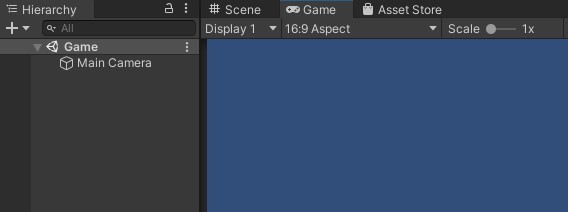 Hierarchy
All
Game
Main Camera
Scene Game Asset Store
Display 1 16:9 Aspect Scale 1x